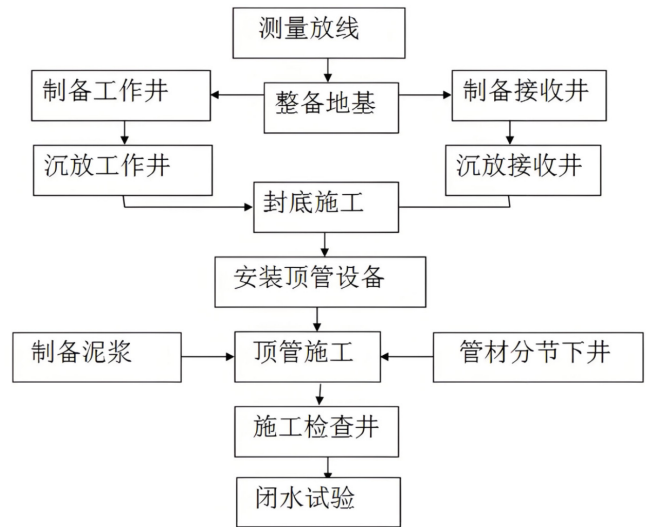 测量放线
制备工作井
整备地基
制备接收井
沉放工作井
沉放接收井
封底施工
安装顶管设备
制备泥浆
顶管施工
管材分节下井
施工检查井
闭水试验